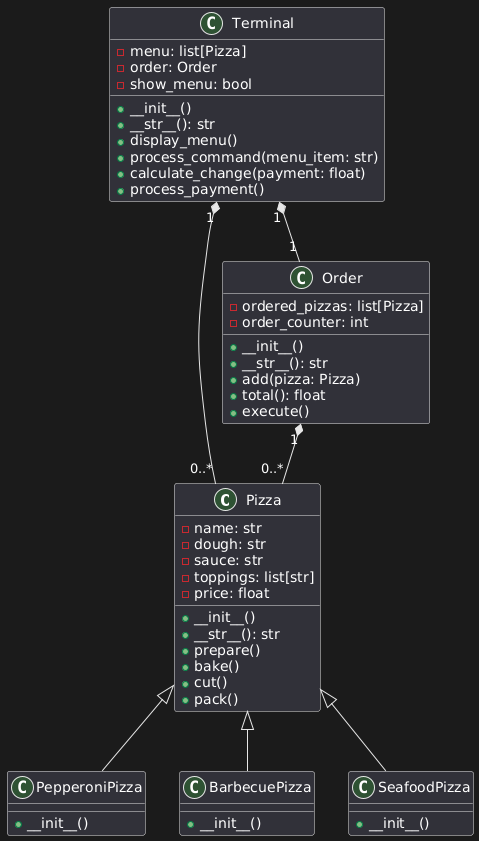 C Terminal
menu: list[Pizza]
order: Order
show_menu: bool
__init__()
__str__(): str
display_menu()
process_command(menu_item: str)
calculate_change(payment: float)
process_payment()
1
1
1
C Order
ordered_pizzas: list[Pizza]
order_counter: int
__init__()
__str__(): str
add(pizza: Pizza)
total(): float
execute()
1
0..*
0..*
C Pizza
name: str
dough: str
sauce: str
toppings: list[str]
price: float
__init__()
__str__(): str
prepare()
bake()
cut()
pack()
C PepperoniPizza
__init__()
C BarbecuePizza
__init__()
C SeafoodPizza
__init__()